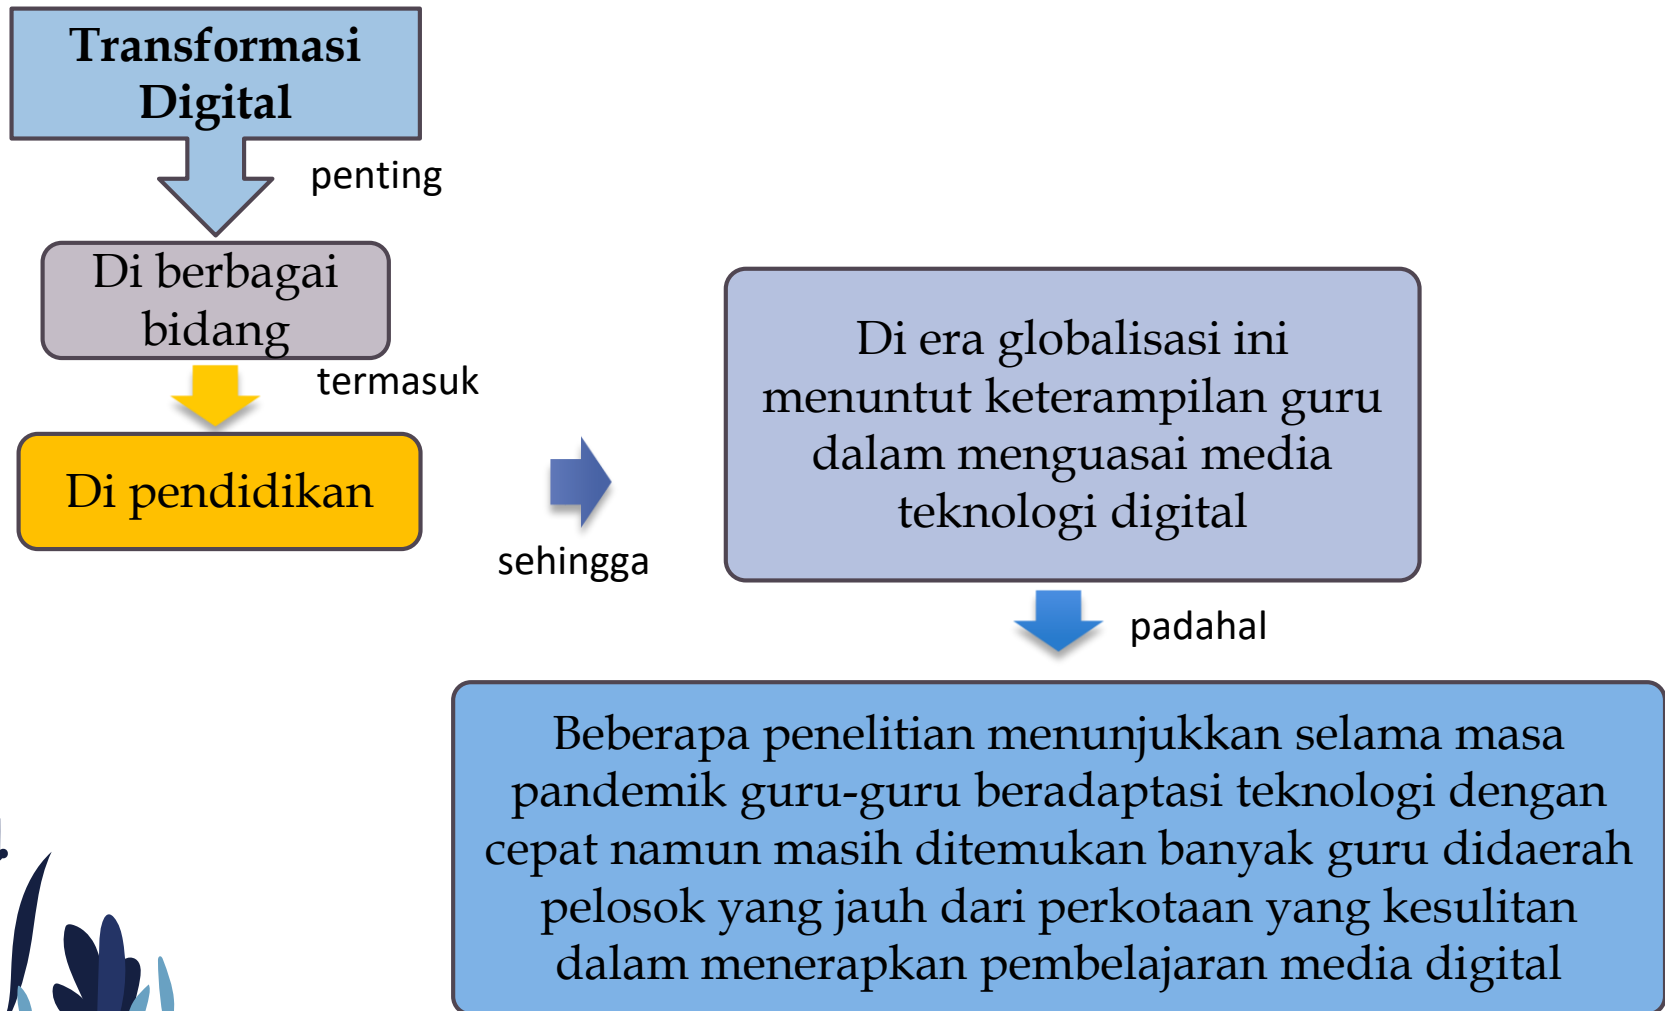 Transformasi
Digital
penting
Di berbagai
bidang
termasuk
Di pendidikan
sehingga
Di era globalisasi ini
menuntut keterampilan guru
dalam menguasai media
teknologi digital
padahal
Beberapa penelitian menunjukkan selama masa
pandemik guru-guru beradaptasi teknologi dengan
cepat namun masih ditemukan banyak guru didaerah
pelosok yang jauh dari perkotaan yang kesulitan
dalam menerapkan pembelajaran media digital